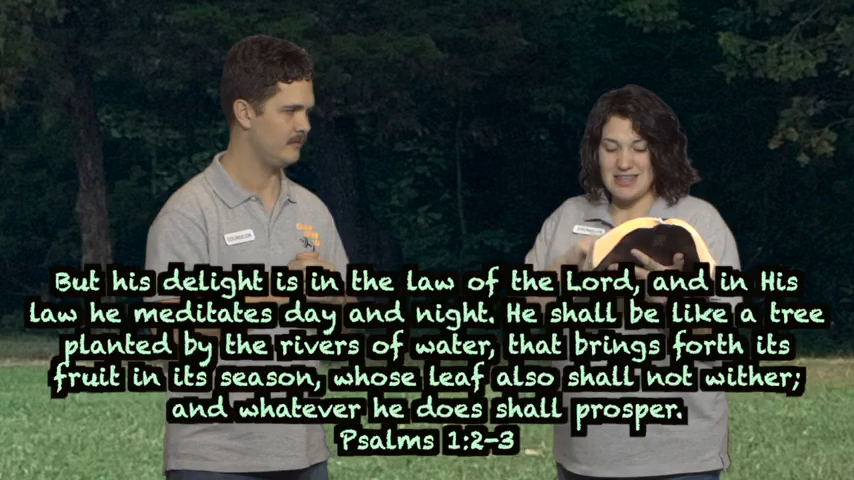 COUNSELOR
COUNSELOR
But his delight is in the law of the Lord, and in His
law he meditates day and night. He shall be like a tree
planted by the rivers of water, that brings forth its
fruit in its season, whose leaf also shall not wither;
and whatever he does shall prosper.
Psalms 1:2-3